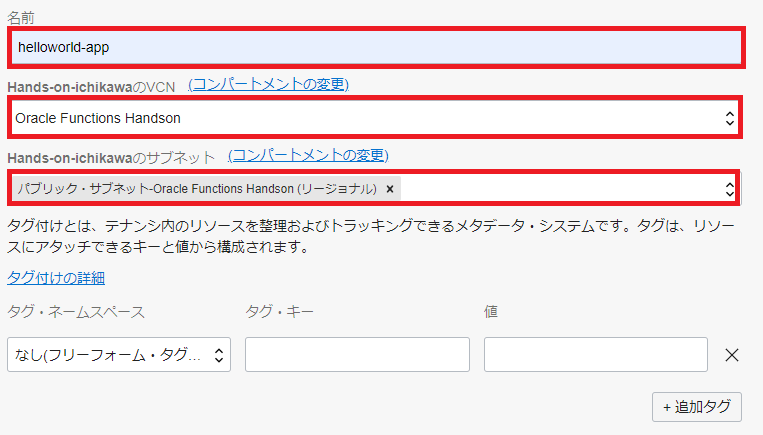 名前
helloworld-app
Hands-on-ichikawaのVCN (コンパートメントの変更)
Oracle Functions Handson
Hands-on-ichikawaのサブネット (コンパートメントの変更)
パブリック・サブネット-Oracle Functions Handson (リージョナル) ×
タグ付けとは、テナンシ内のリソースを整理およびトラッキングできるメタデータ・システムです。タグは、リソー
スにアタッチできるキーと値から構成されます。
タグ付けの詳細
タグ・ネームスペース タグ・キー 値
なし(フリーフォーム・タグ...
+ 追加タグ